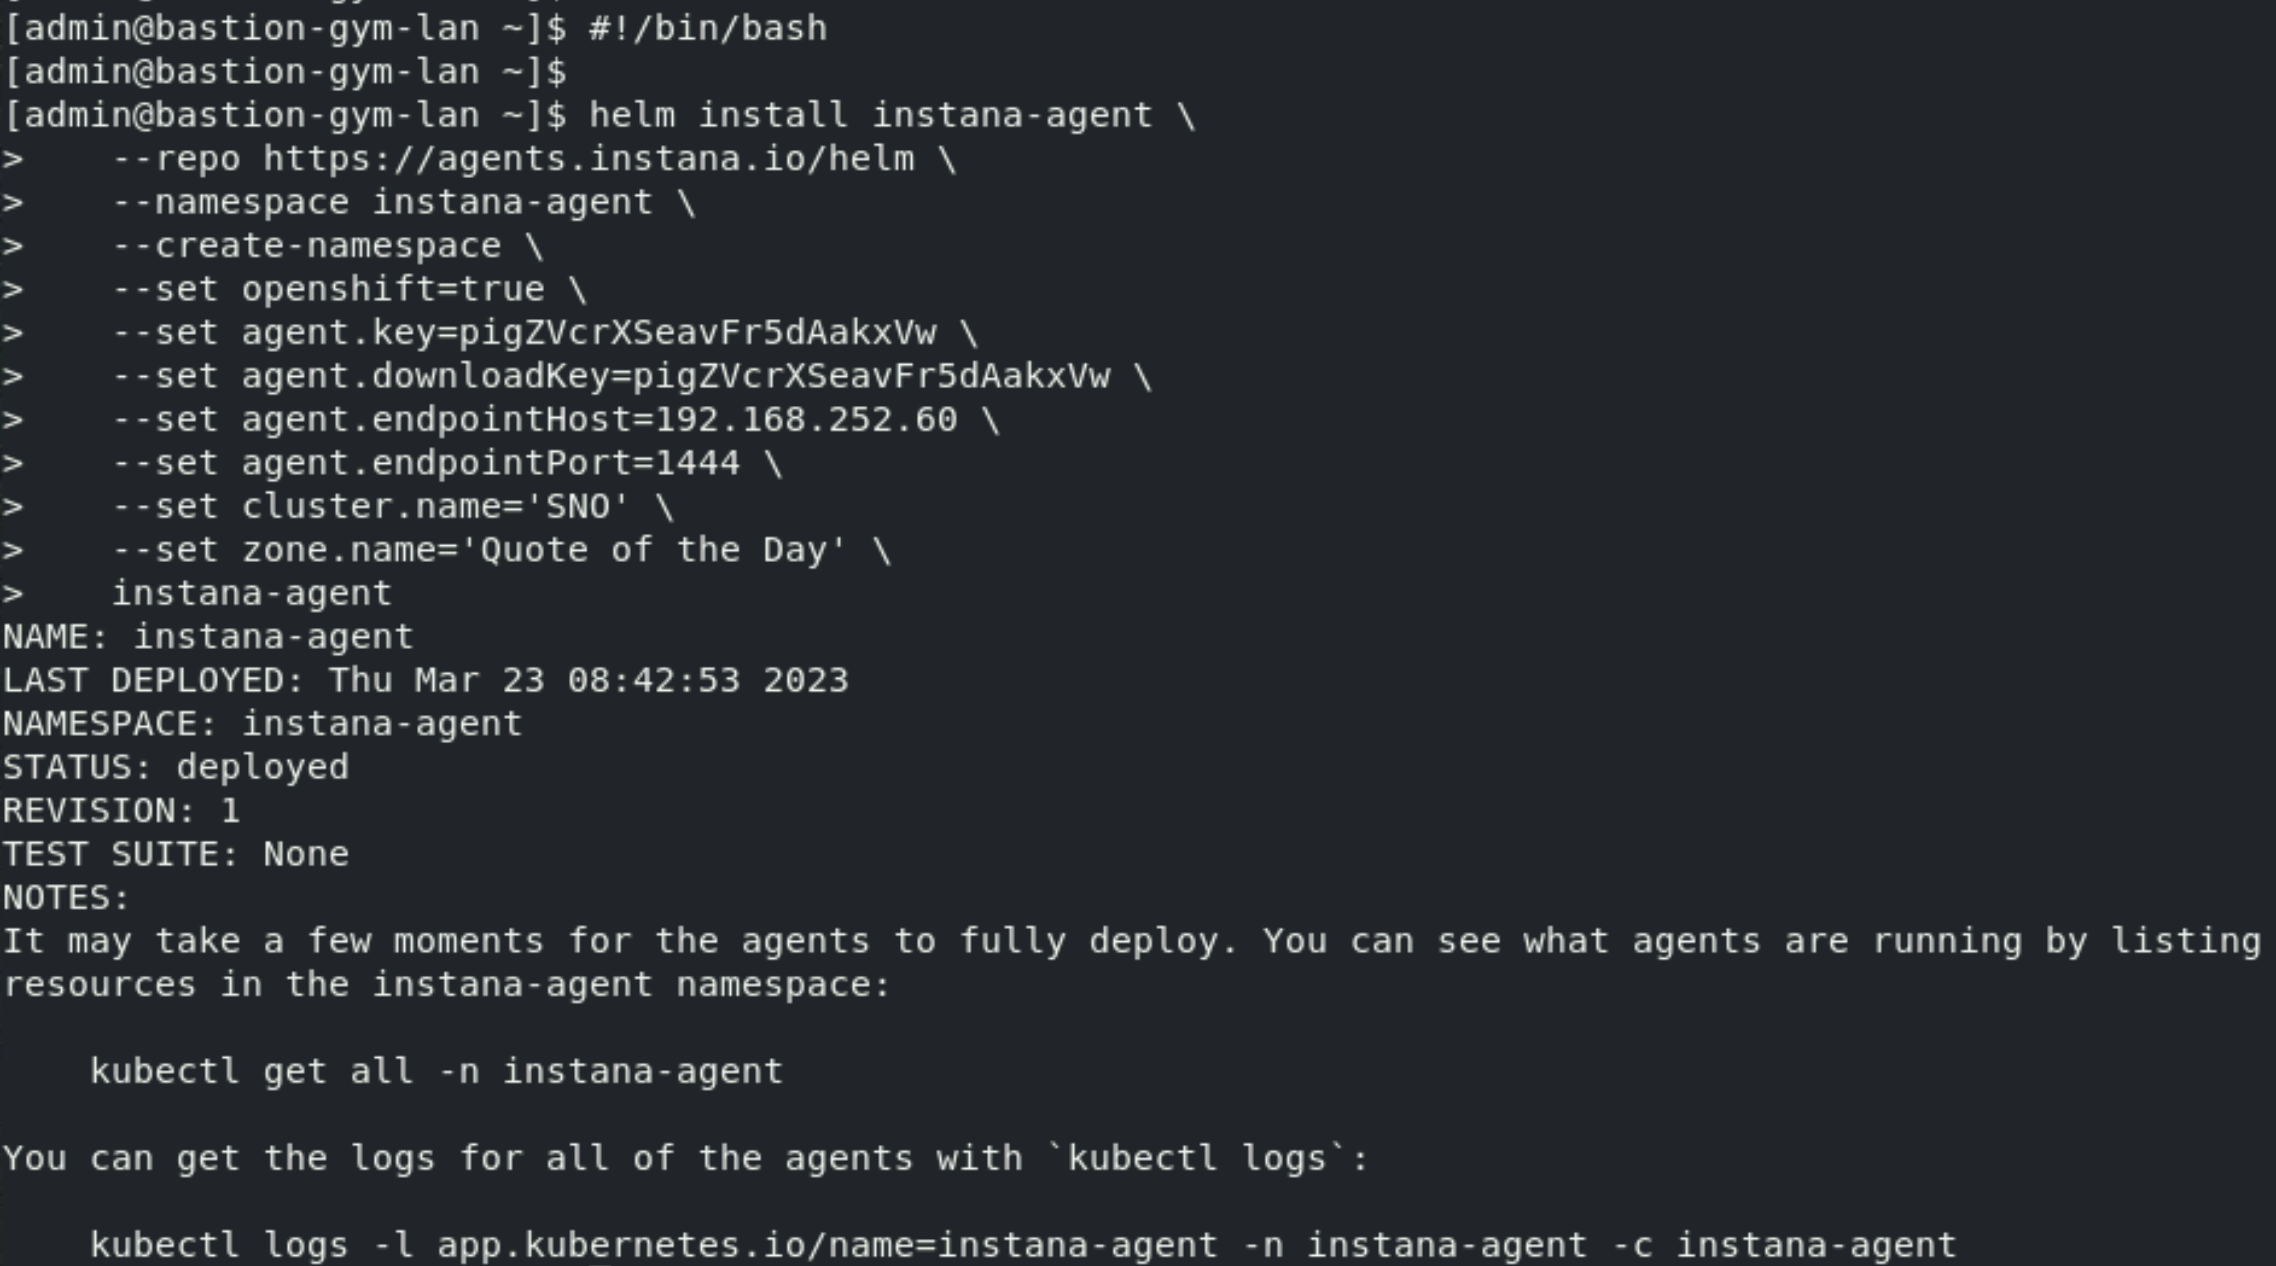 [admin@bastion-gym-lan ~]$ #!/bin/bash
[admin@bastion-gym-lan ~]$
[admin@bastion-gym-lan ~]$ helm install instana-agent \
>    --repo https://agents.instana.io/helm \
>    --namespace instana-agent \
>    --create-namespace \
>    --set openshift=true \
>    --set agent.key=pigZVcrXSeavFr5dAakxVw \
>    --set agent.downloadKey=pigZVcrXSeavFr5dAakxVw \
>    --set agent.endpointHost=192.168.252.60 \
>    --set agent.endpointPort=1444 \
>    --set cluster.name='SNO' \
>    --set zone.name='Quote of the Day' \
>    instana-agent
NAME: instana-agent
LAST DEPLOYED: Thu Mar 23 08:42:53 2023
NAMESPACE: instana-agent
STATUS: deployed
REVISION: 1
TEST SUITE: None
NOTES:
It may take a few moments for the agents to fully deploy. You can see what agents are running by listing
resources in the instana-agent namespace:
    kubectl get all -n instana-agent
You can get the logs for all of the agents with `kubectl logs`:
    kubectl logs -l app.kubernetes.io/name=instana-agent -n instana-agent -c instana-agent